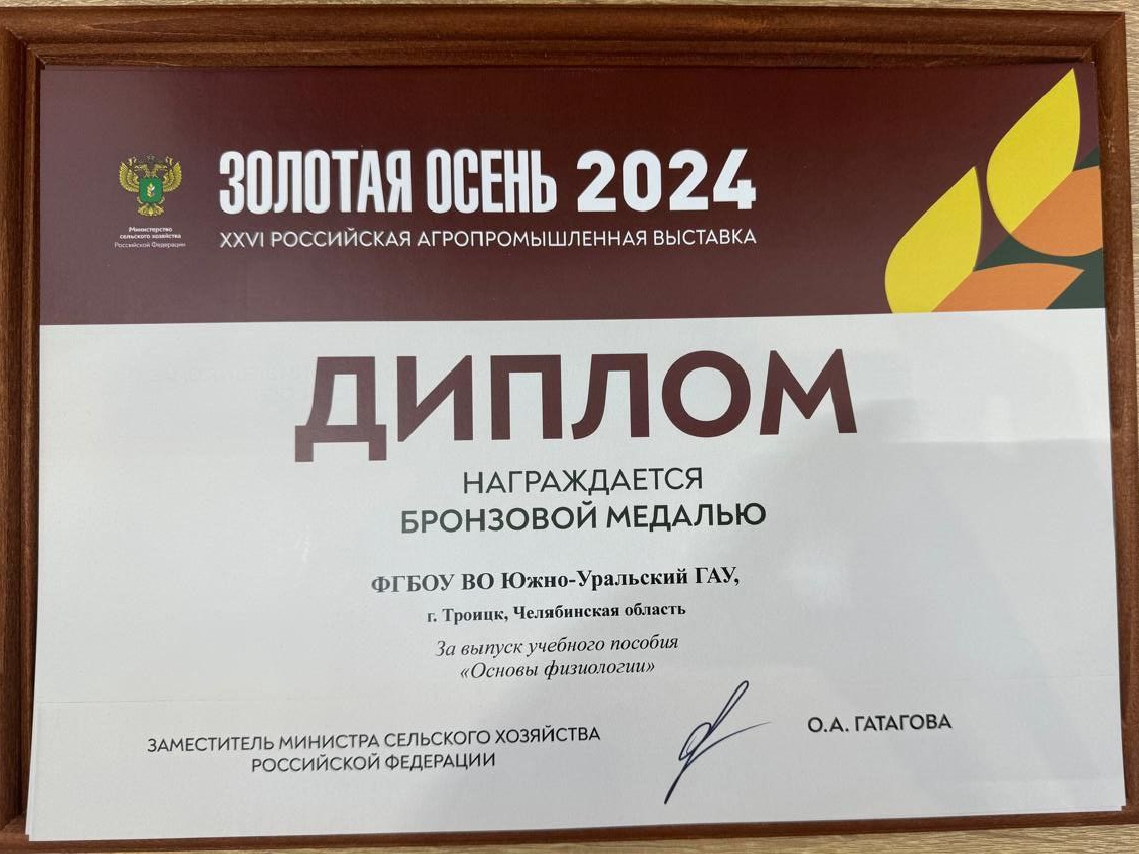 Министерство
сельского хозяйства
Российской Федерации
ЗОЛОТАЯ ОСЕНЬ 2024
XXVI РОССИЙСКАЯ АГРОПРОМЫШЛЕННАЯ ВЫСТАВКА
ДИПЛОМ
НАГРАЖДАЕТСЯ
БРОНЗОВОЙ МЕДАЛЬЮ
ФГБОУ ВО Южно-Уральский ГАУ,
г. Троицк, Челябинская область
За выпуск учебного пособия
«Основы физиологии»
ЗАМЕСТИТЕЛЬ МИНИСТРА СЕЛЬСКОГО ХОЗЯЙСТВА
РОССИЙСКОЙ ФЕДЕРАЦИИ
О.А. ГАТАГОВА